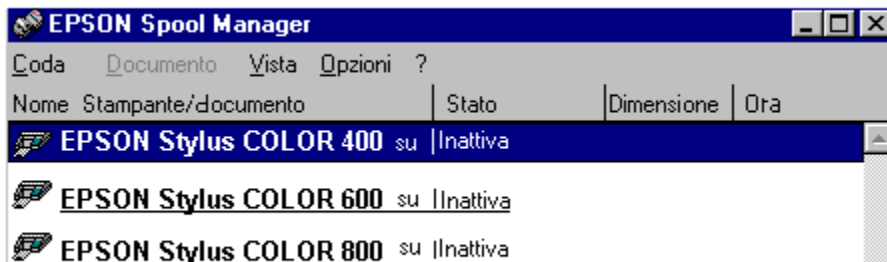 EPSON Spool Manager
Coda Documento Vista Opzioni ?
Nome Stampante/documento Stato Dimensione Ora
EPSON Stylus COLOR 400 su Inattiva
EPSON Stylus COLOR 600 su Inattiva
EPSON Stylus COLOR 800 su Inattiva